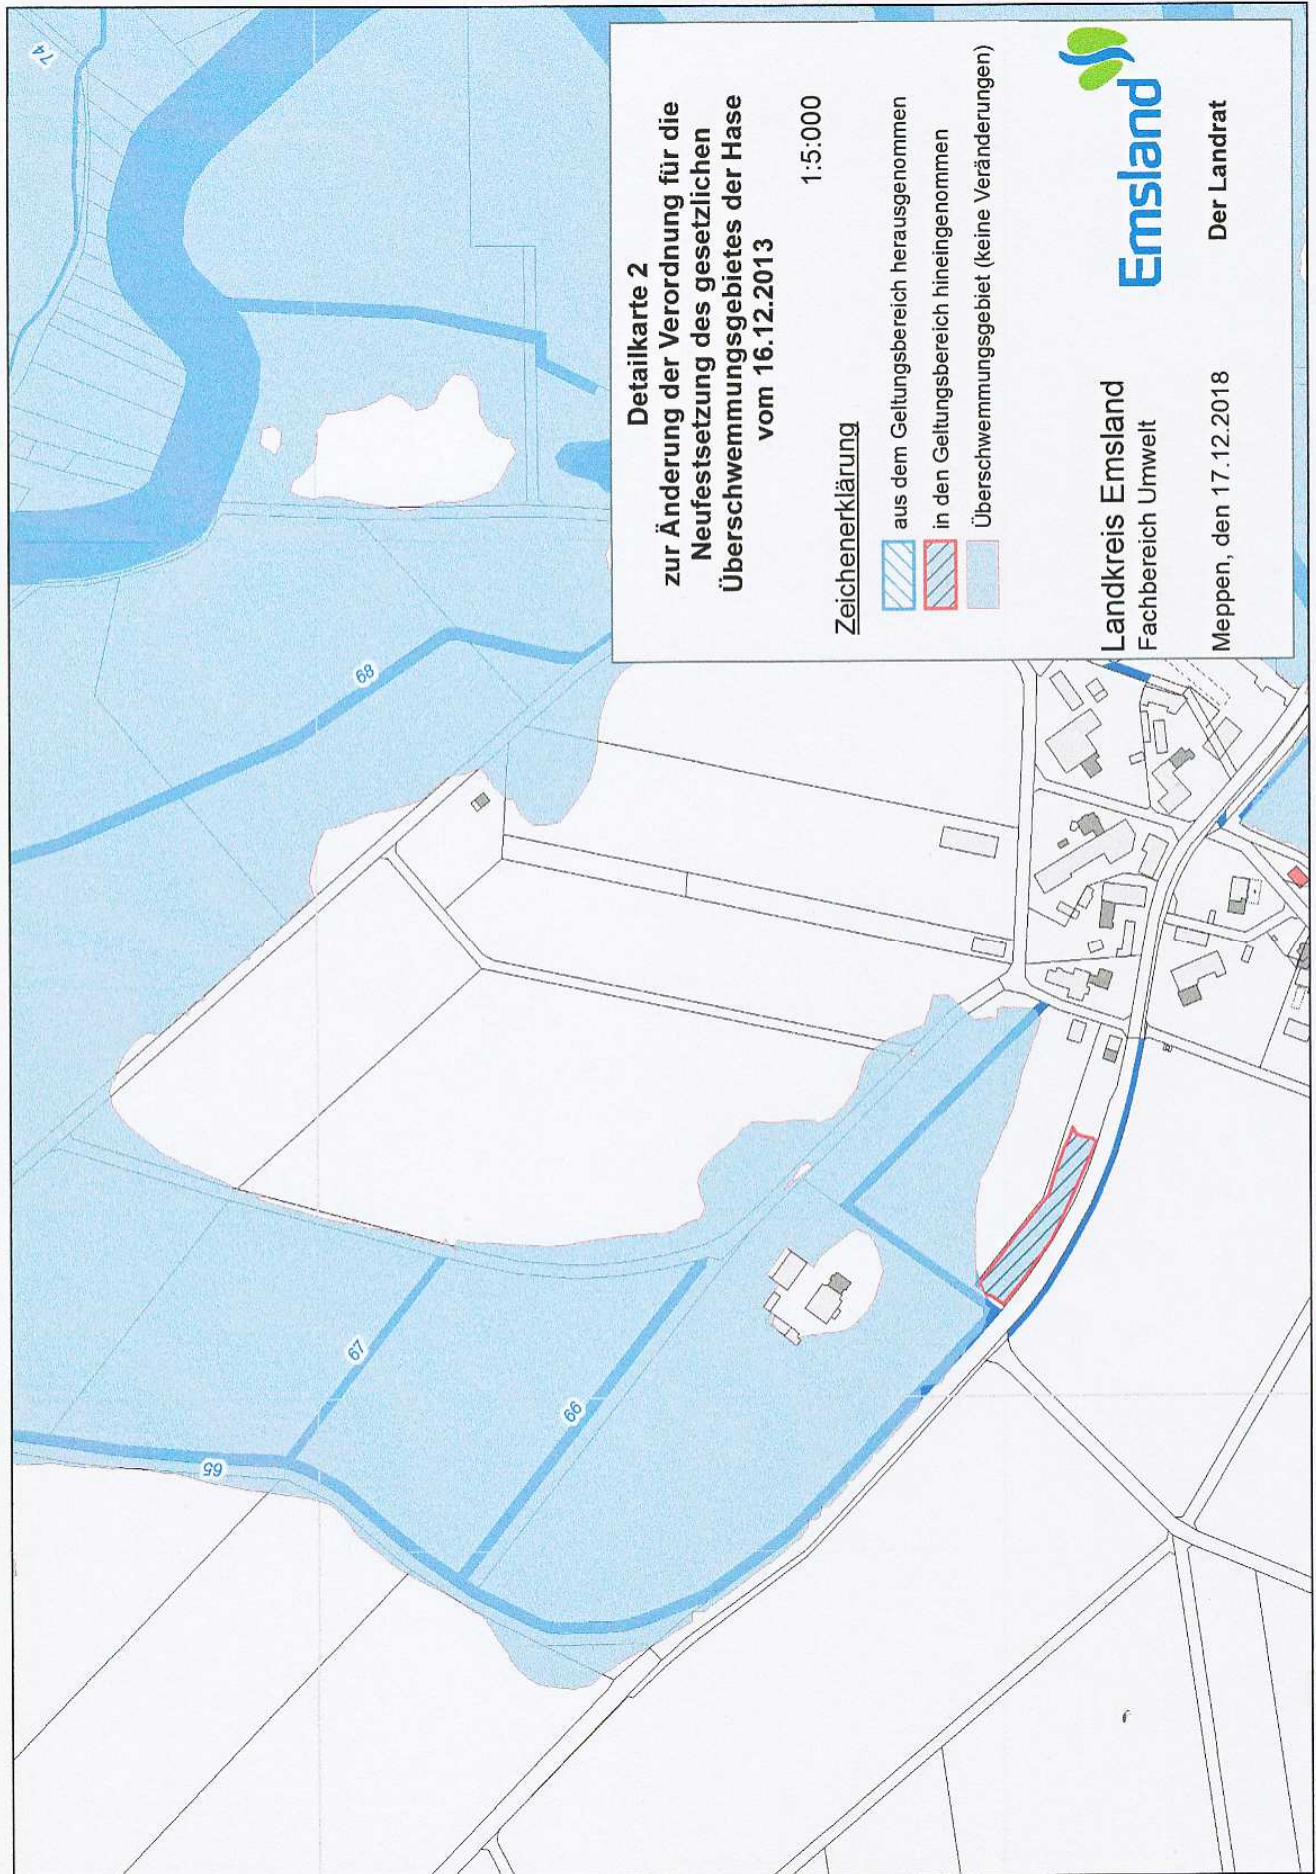 Detailkarte 2
zur Änderung der Verordnung für die
Neufestsetzung des gesetzlichen
Überschwemmungsgebietes der Hase
vom 16.12.2013
1:5:000
Zeichenerklärung
aus dem Geltungsbereich herausgenommen
in den Geltungsbereich hineingenommen
Überschwemmungsgebiet (keine Veränderungen)
Landkreis Emsland
Fachbereich Umwelt
Emsland
Meppen, den 17.12.2018
Der Landrat
74
68
67
66
65